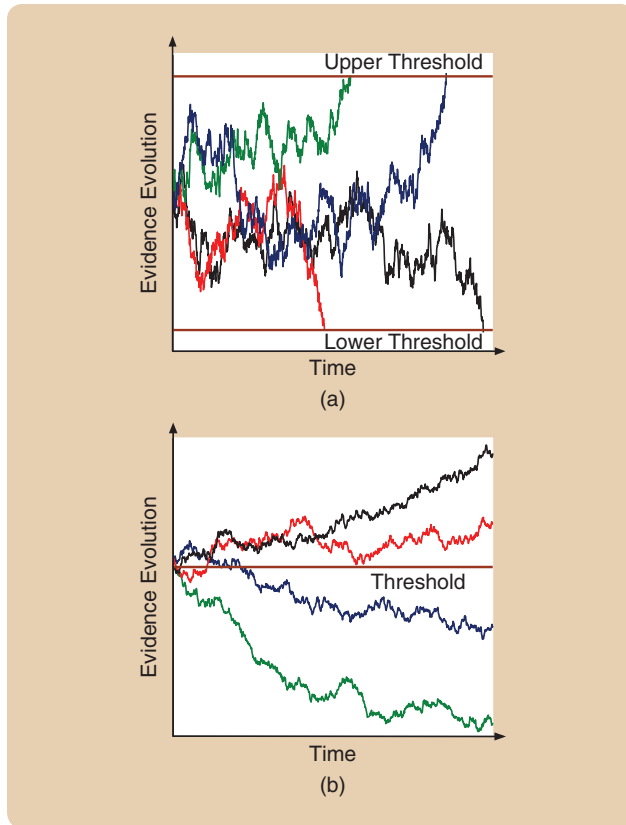 Upper Threshold
Evidence Evolution
Lower Threshold
Time
(a)
Evidence Evolution
Threshold
Time
(b)